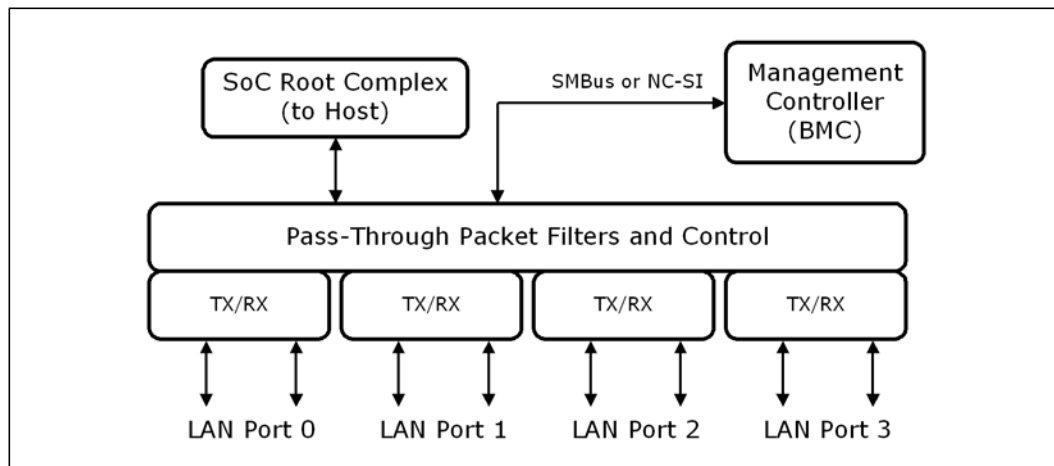 SoC Root Complex
(to Host)
SMBus or NC-SI
Management
Controller
(BMC)
Pass-Through Packet Filters and Control
TX/RX
TX/RX
TX/RX
TX/RX
LAN Port 0
LAN Port 1
LAN Port 2
LAN Port 3